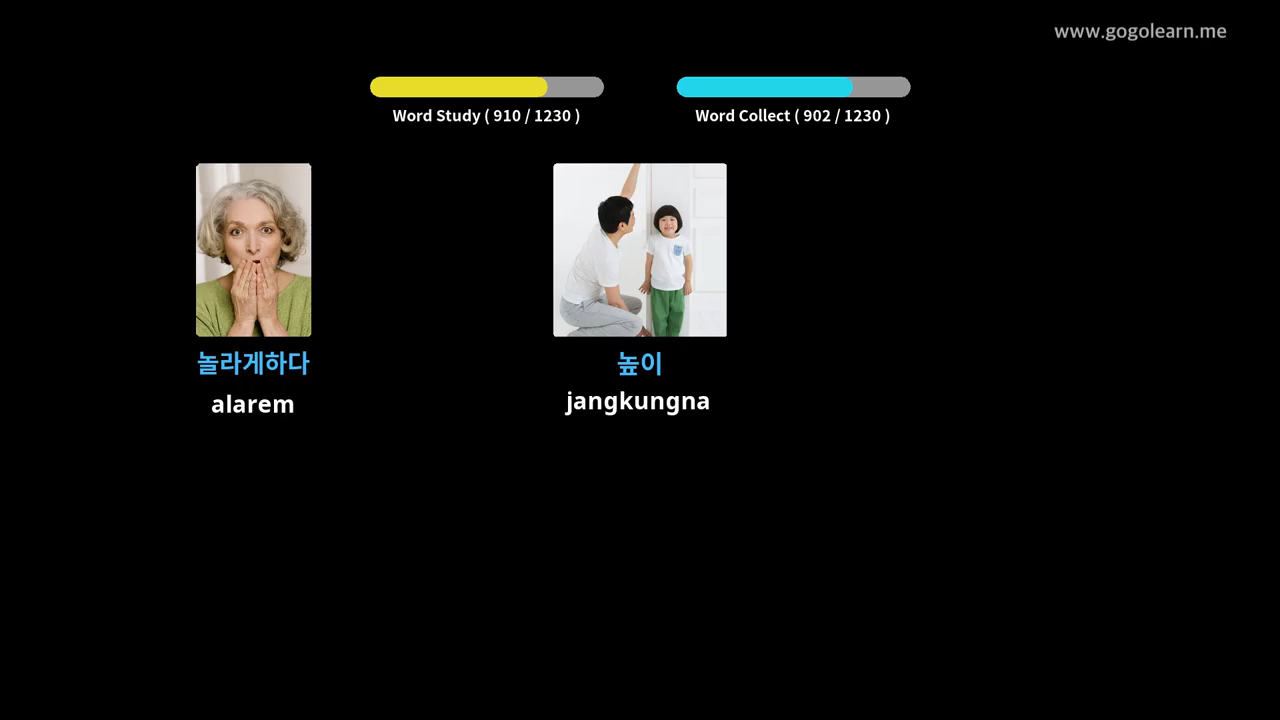 www.gogolearn.me
Word Study ( 910 / 1230 )
Word Collect ( 902 / 1230 )
놀라게하다
alarem
높이
jangkungna